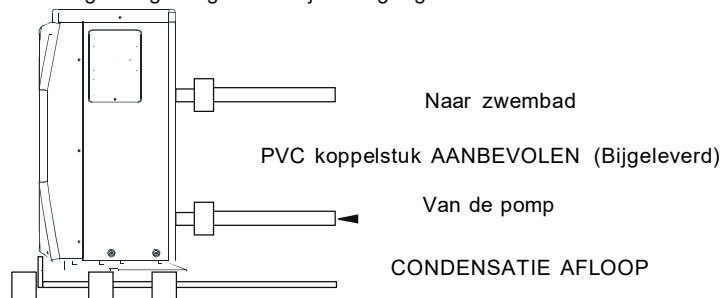 Naar zwembad
PVC koppelstuk AANBEVOLEN (Bijgeleverd)
Van de pomp
CONDENSATIE AFLOOP